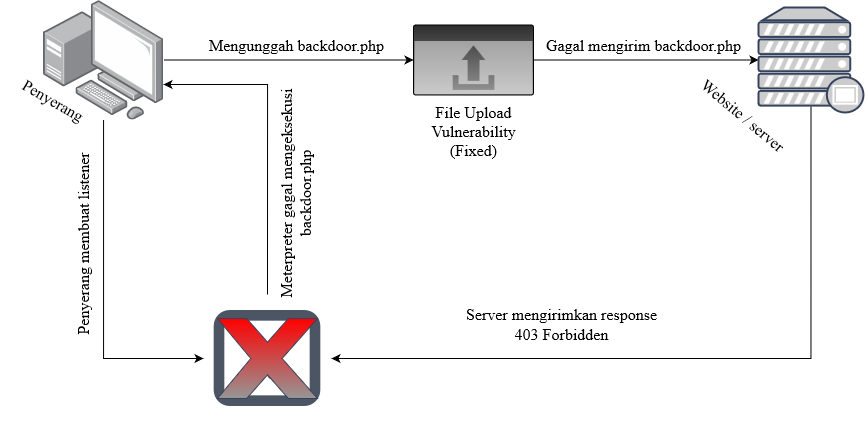 Mengunggah backdoor.php
Gagal mengirim backdoor.php
Penyerang
File Upload
Vulnerability
(Fixed)
Website / server
Penyerang membuat listener
Meterpreter gagal mengeksekusi
backdoor.php
Server mengirimkan response
403 Forbidden